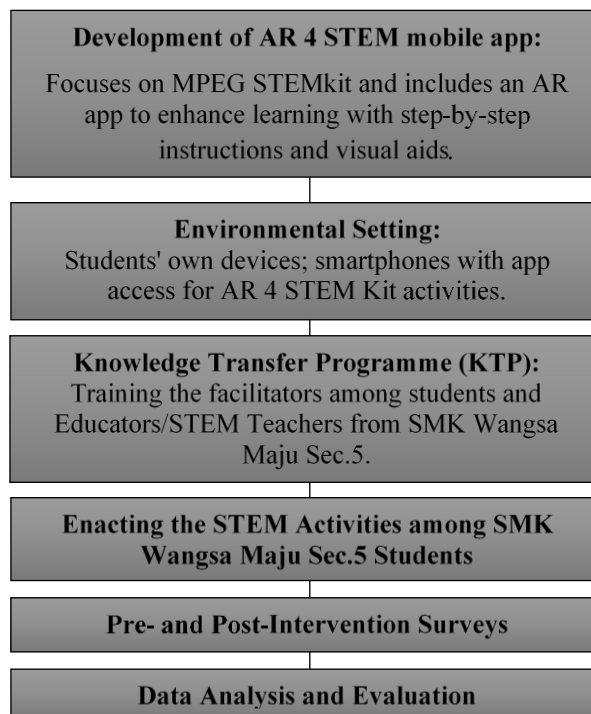 Development of AR 4 STEM mobile app:
Focuses on MPEG STEMkit and includes an AR
app to enhance learning with step-by-step
instructions and visual aids.
Environmental Setting:
Students' own devices; smartphones with app
access for AR 4 STEM Kit activities.
Knowledge Transfer Programme (KTP):
Training the facilitators among students and
Educators/STEM Teachers from SMK Wangsa
Maju Sec.5.
Enacting the STEM Activities among SMK
Wangsa Maju Sec.5 Students
Pre- and Post-Intervention Surveys
Data Analysis and Evaluation